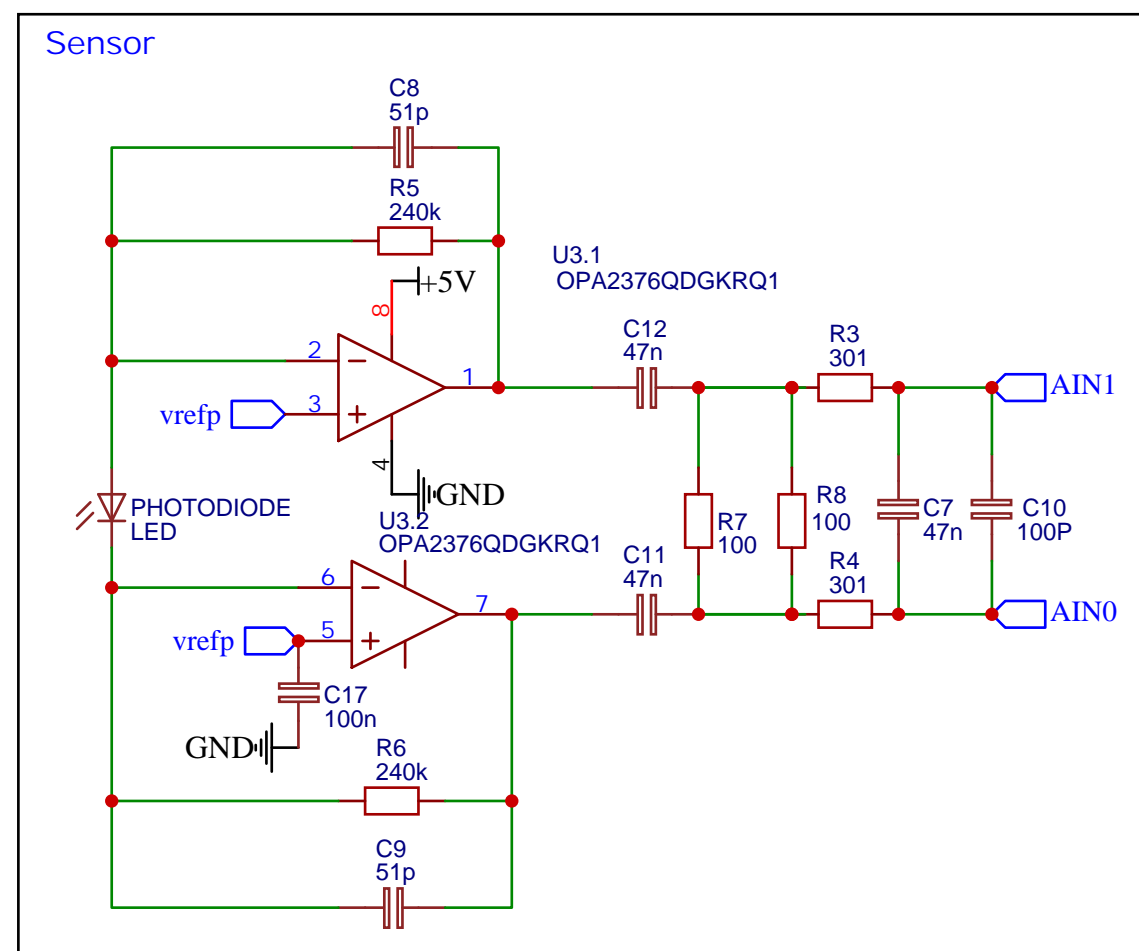 Sensor
C8
51p
R5
240k
U3.1
OPA2376QDGKRQ1
8
+5V
2
1
vrefp
3
4
GND
C12
47n
R3
301
AIN1
PHOTODIODE
LED
U3.2
OPA2376QDGKRQ1
R7
100
R8
100
C7
47n
C10
100P
6
7
C11
47n
R4
301
AIN0
vrefp
5
C17
100n
GND
R6
240k
C9
51p